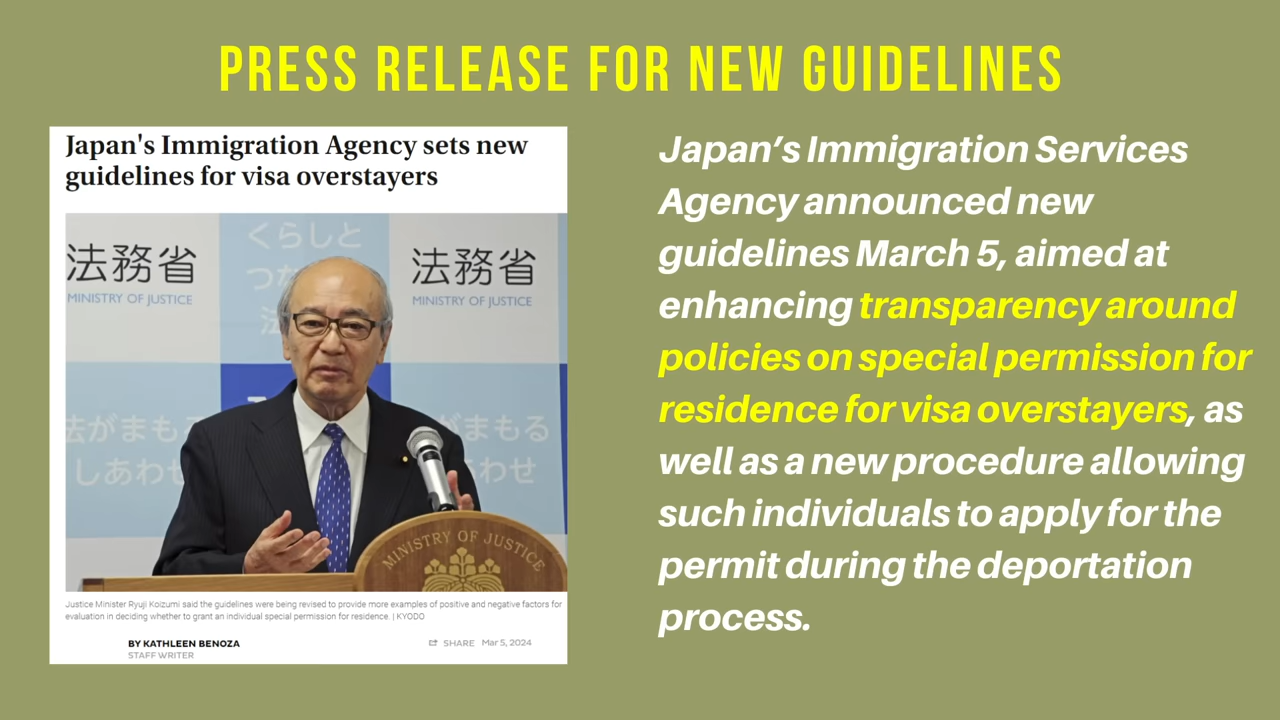 PRESS RELEASE FOR NEW GUIDELINES
Japan's Immigration Agency sets new
guidelines for visa overstayers
くらしと
つな
法
法務省
MINISTRY OF JUSTICE
法務省
MINISTRY OF JUSTICE
法がまもる
しあわせ
がまもる
わせ
MINISTRY OF JUSTICE
Justice Minister Ryuji Koizumi said the guidelines were being revised to provide more examples of positive and negative factors for
evaluation in deciding whether to grant an individual special permission for residence. | KYODO
BY KATHLEEN BENOZA
STAFF WRITER
SHARE Mar 5, 2024
Japan’s Immigration Services
Agency announced new
guidelines March 5, aimed at
enhancing transparency around
policies on special permission for
residence for visa overstayers, as
well as a new procedure allowing
such individuals to apply for the
permit during the deportation
process.